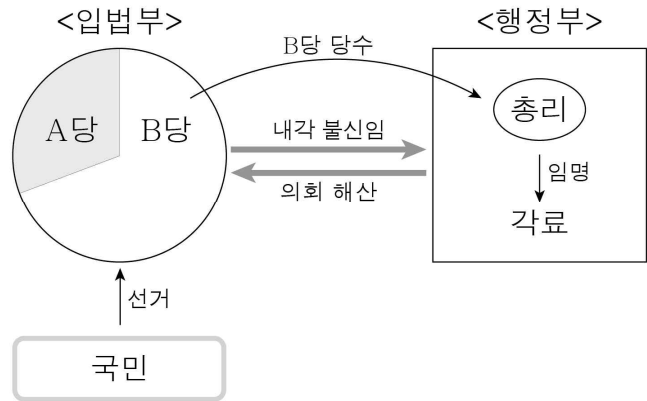 <입법부>
<행정부>
B당 당수
A당
B당
총리
내각 불신임
의회 해산
임명
각료
선거
국민